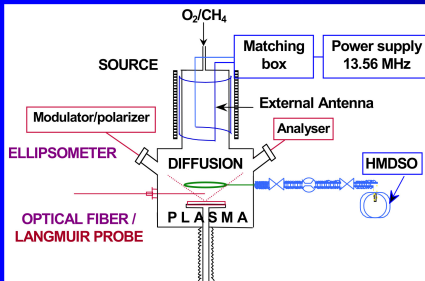 O2/CH4
Matching
box
Power supply
13.56 MHz
SOURCE
External Antenna
Modulator/polarizer
Analyser
ELLIPSOMETER
DIFFUSION
HMDSO
OPTICAL FIBER /
LANGMUIR PROBE
PLASMA